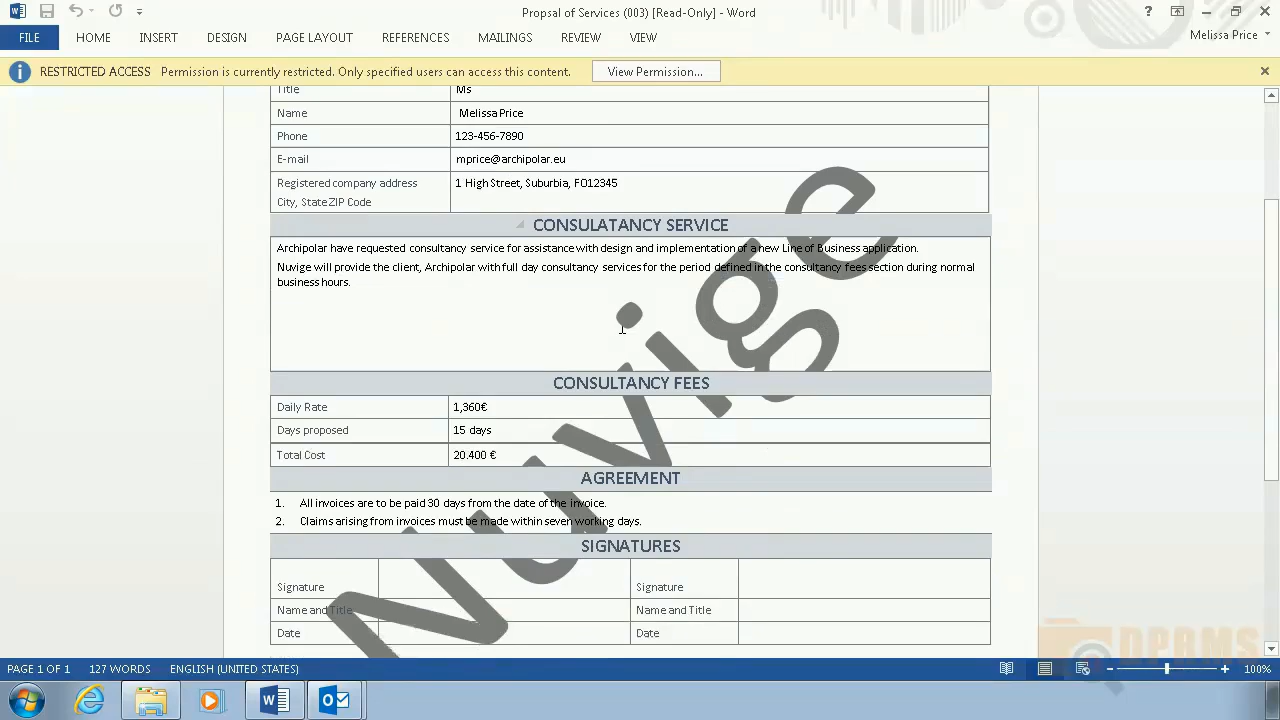 Propsal of Services (003) [Read-Only] - Word
FILE HOME INSERT DESIGN PAGE LAYOUT REFERENCES MAILINGS REVIEW VIEW
Melissa Price
RESTRICTED ACCESS Permission is currently restricted. Only specified users can access this content. View Permission...
Title Ms
Name Melissa Price
Phone 123-456-7890
E-mail mprice@archipolar.eu
Registered company address 1 High Street, Suburbia, FO12345
City, State ZIP Code
CONSULATANCY SERVICE
Archipolar have requested consultancy service for assistance with design and implementation of a new Line of Business application.
Nuvige will provide the client, Archipolar with full day consultancy services for the period defined in the consultancy fees section during normal
business hours.
Nuvige
CONSULTANCY FEES
Daily Rate 1,360€
Days proposed 15 days
Total Cost 20.400 €
AGREEMENT
1. All invoices are to be paid 30 days from the date of the invoice.
2. Claims arising from invoices must be made within seven working days.
SIGNATURES
Signature Signature
Name and Title Name and Title
Date Date
DPRMS
PAGE 1 OF 1 127 WORDS ENGLISH (UNITED STATES) 100%